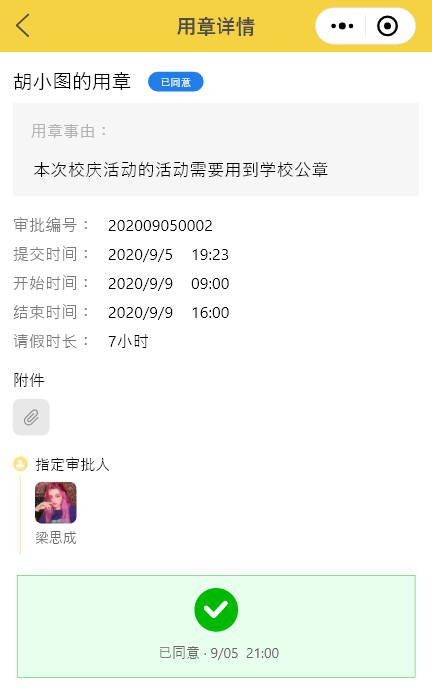 用章详情
胡小图的用章 已同意
用章事由：
本次校庆活动的活动需要用到学校公章
审批编号： 202009050002
提交时间： 2020/9/5 19:23
开始时间： 2020/9/9 09:00
结束时间： 2020/9/9 16:00
请假时长： 7小时
附件
指定审批人
梁思成
已同意 · 9/05 21:00